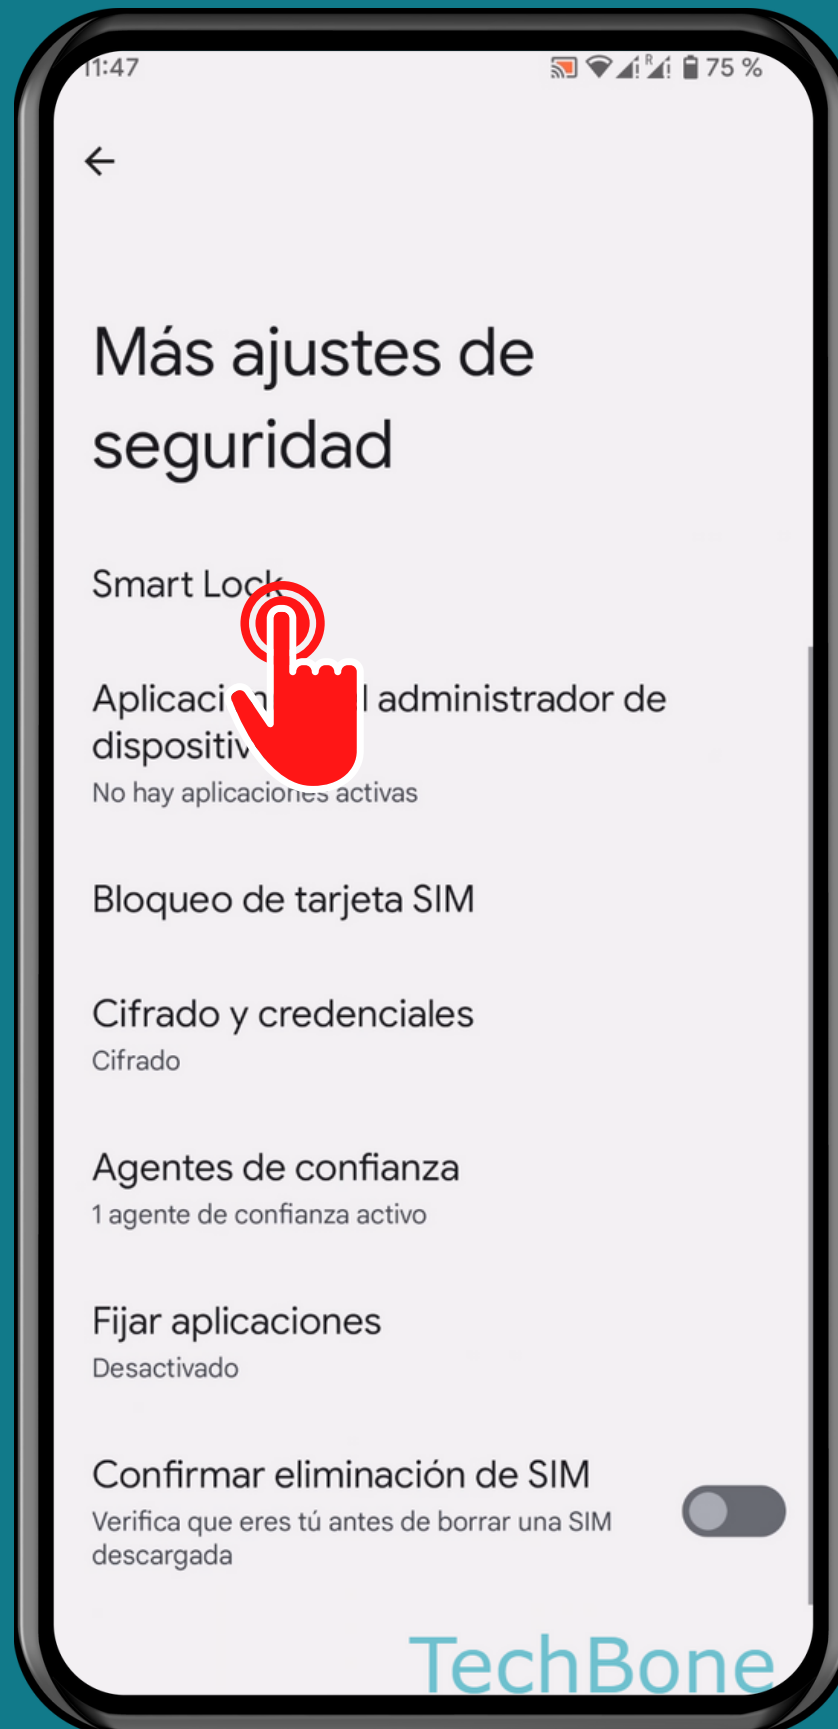 11:47 R 75 %
Más ajustes de
seguridad
Smart Lock
administrador de
No hay aplicaciones activas
Bloqueo de tarjeta SIM
Cifrado y credenciales
Cifrado
Agentes de confianza
1 agente de confianza activo
Fijar aplicaciones
Desactivado
Confirmar eliminación de SIM
Verifica que eres tú antes de borrar una SIM
descargada
TechBone